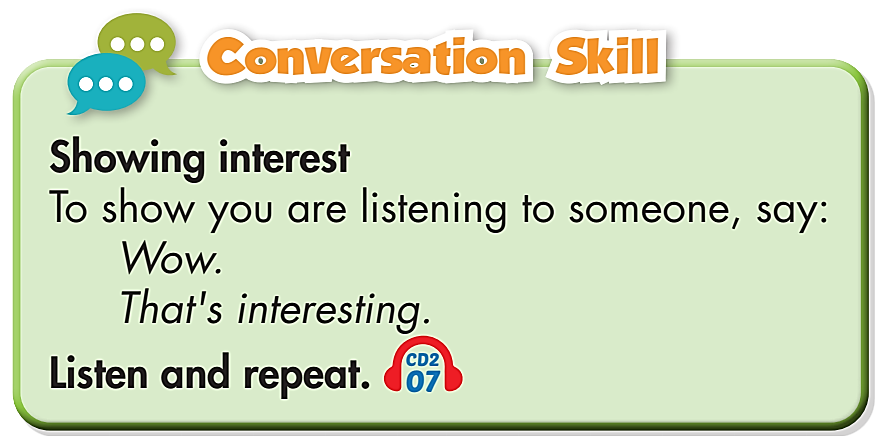 Conversation Skill
Showing interest
To show you are listening to someone, say:
Wow.
That's interesting.
Listen and repeat. CD2 07